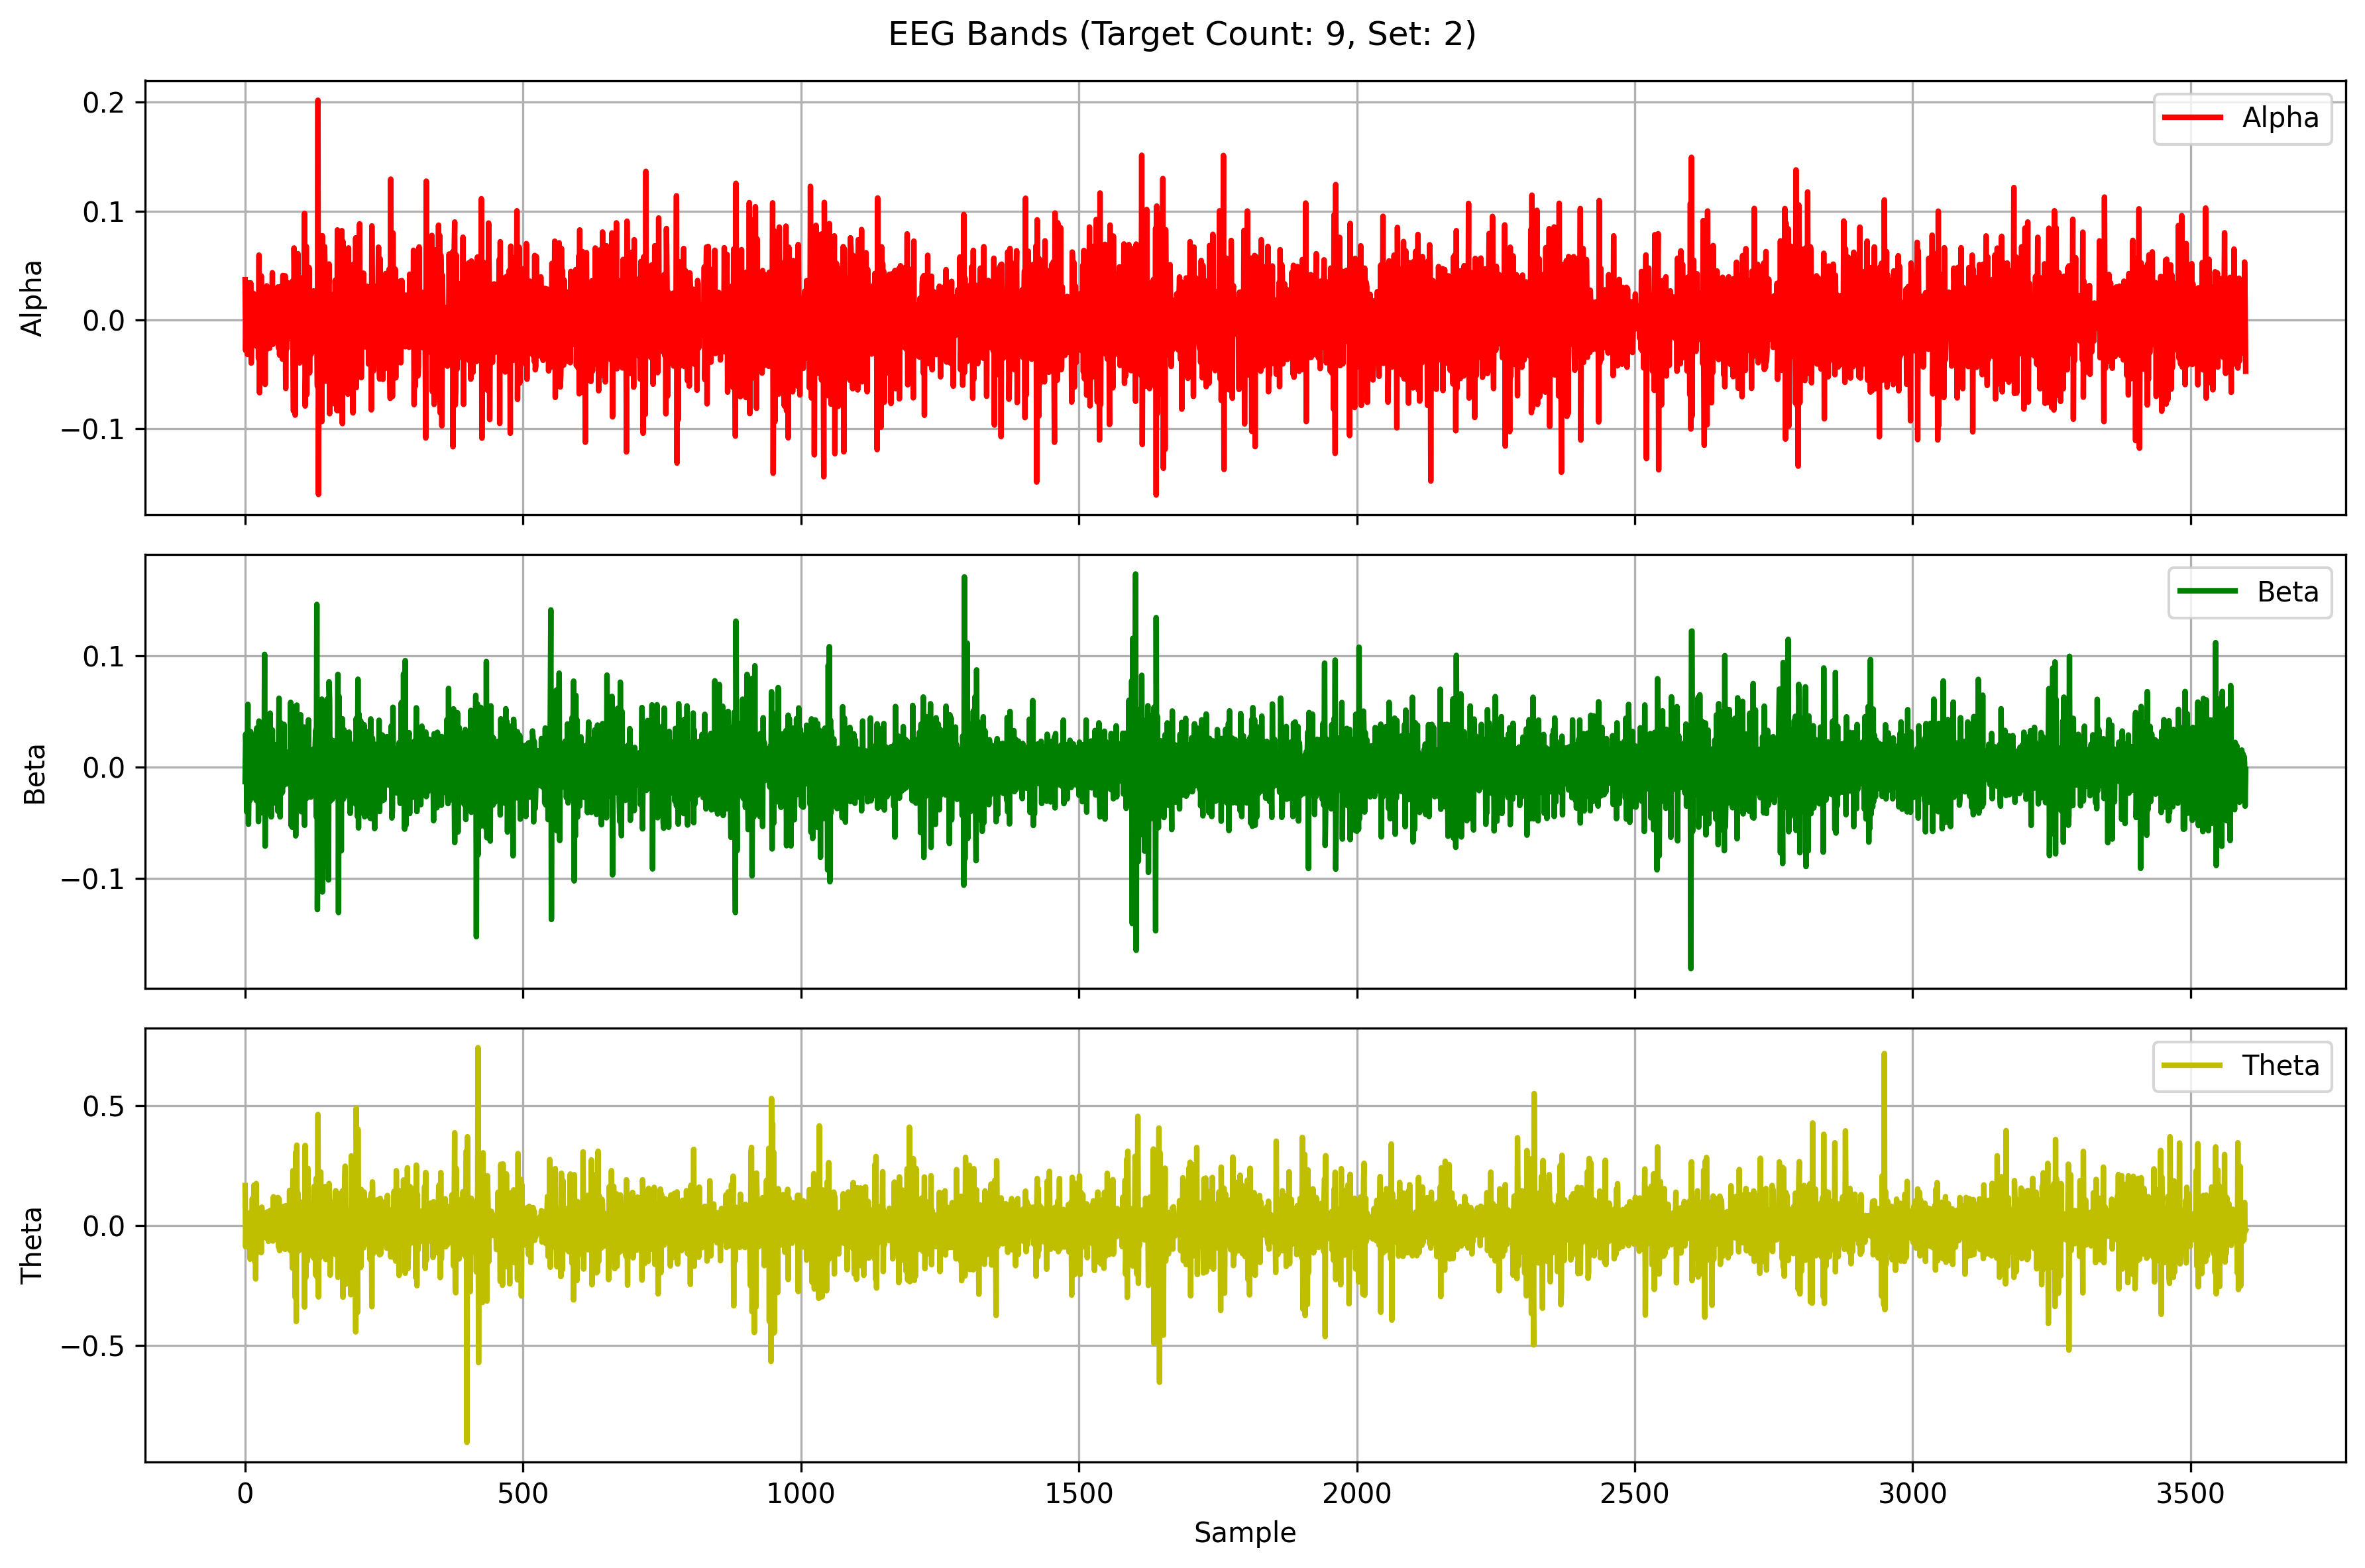 EEG Bands (Target Count: 9, Set: 2)
0.2
0.1
0.0
−0.1
Alpha
Alpha
0.1
0.0
−0.1
Beta
Beta
0.5
0.0
−0.5
Theta
Theta
0 500 1000 1500 2000 2500 3000 3500
Sample